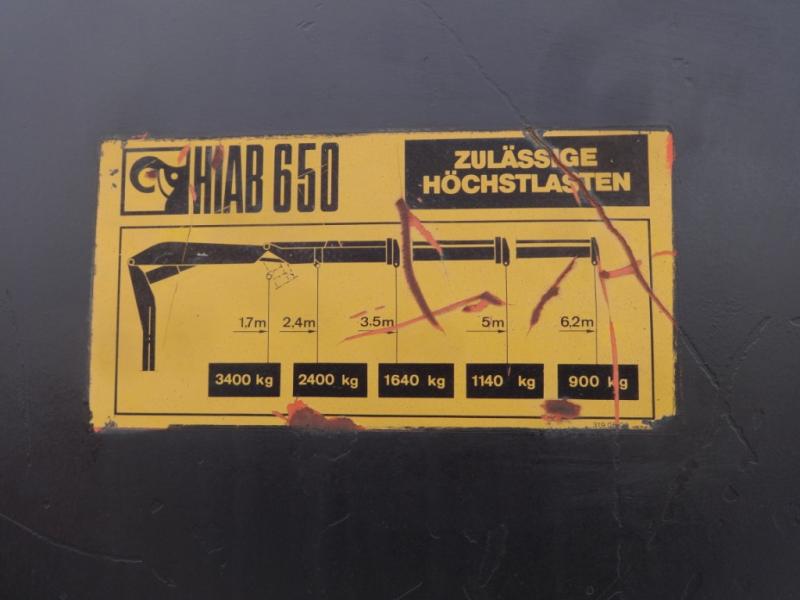 HIAB 650
ZULÄSSIGE
HÖCHSTLASTEN
1,7m 2,4m 3.5m 5m 6,2m
3400 kg 2400 kg 1640 kg 1140 kg 900 kg